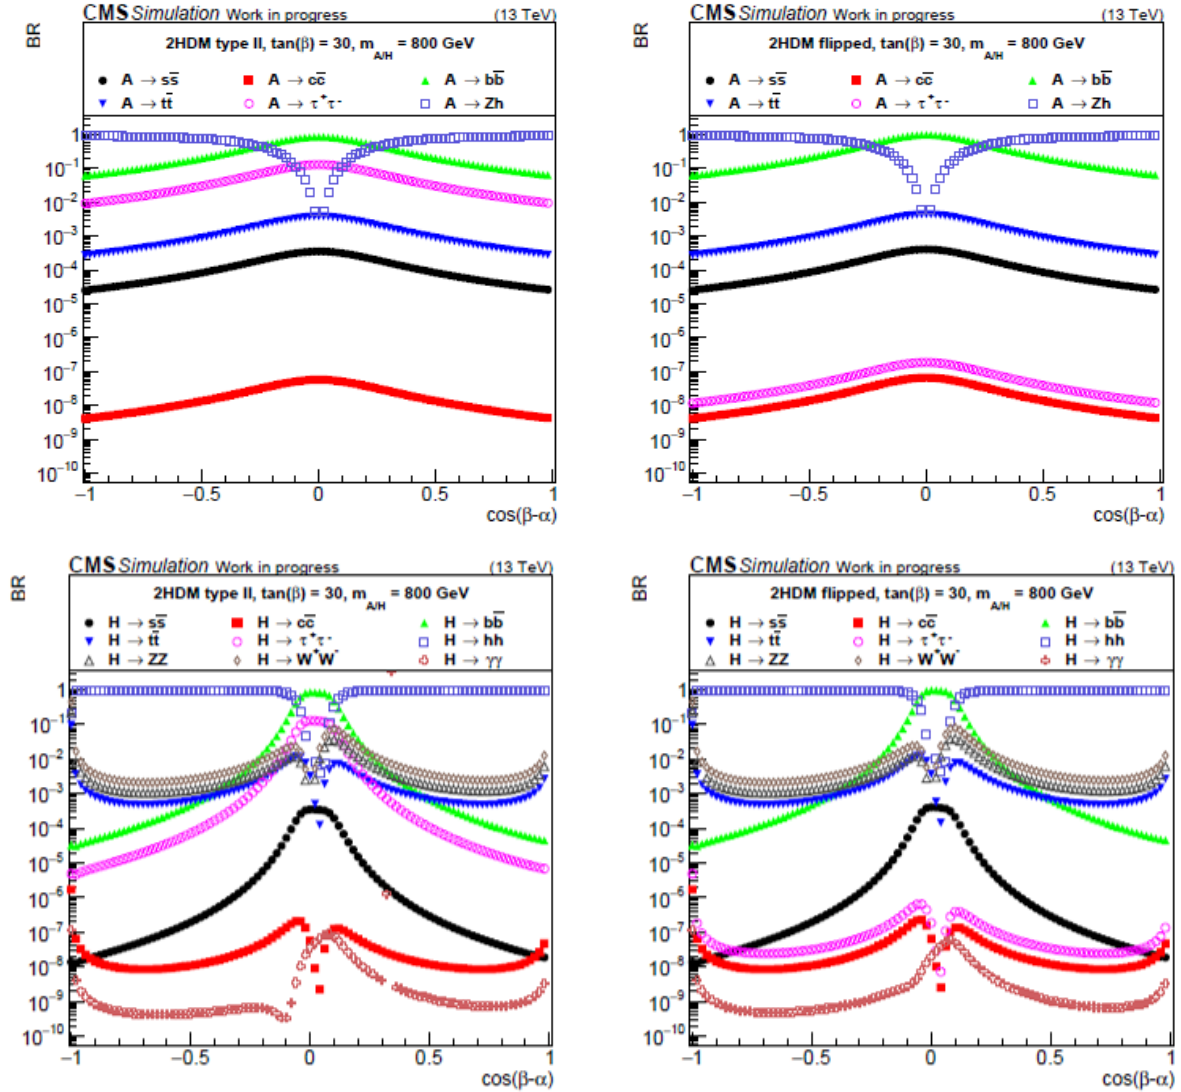 CMS Simulation Work in progress (13 TeV)
BR
2HDM type II, tan(β) = 30, m_A/H = 800 GeV
A → ss̅ A → cc̅ A → bb̅
A → tt̅ A → τ⁺τ⁻ A → Zh
1
10⁻¹
10⁻²
10⁻³
10⁻⁴
10⁻⁵
10⁻⁶
10⁻⁷
10⁻⁸
10⁻⁹
10⁻¹⁰
−1 −0.5 0 0.5 1
cos(β-α)
CMS Simulation Work in progress (13 TeV)
BR
2HDM flipped, tan(β) = 30, m_A/H = 800 GeV
A → ss̅ A → cc̅ A → bb̅
A → tt̅ A → τ⁺τ⁻ A → Zh
1
10⁻¹
10⁻²
10⁻³
10⁻⁴
10⁻⁵
10⁻⁶
10⁻⁷
10⁻⁸
10⁻⁹
10⁻¹⁰
−1 −0.5 0 0.5 1
cos(β-α)
CMS Simulation Work in progress (13 TeV)
BR
2HDM type II, tan(β) = 30, m_A/H = 800 GeV
H → ss̅ H → cc̅ H → bb̅
H → tt̅ H → τ⁺τ⁻ H → hh
H → ZZ H → W⁺W⁻ H → γγ
1
10⁻¹
10⁻²
10⁻³
10⁻⁴
10⁻⁵
10⁻⁶
10⁻⁷
10⁻⁸
10⁻⁹
10⁻¹⁰
−1 −0.5 0 0.5 1
cos(β-α)
CMS Simulation Work in progress (13 TeV)
BR
2HDM flipped, tan(β) = 30, m_A/H = 800 GeV
H → ss̅ H → cc̅ H → bb̅
H → tt̅ H → τ⁺τ⁻ H → hh
H → ZZ H → W⁺W⁻ H → γγ
1
10⁻¹
10⁻²
10⁻³
10⁻⁴
10⁻⁵
10⁻⁶
10⁻⁷
10⁻⁸
10⁻⁹
10⁻¹⁰
−1 −0.5 0 0.5 1
cos(β-α)